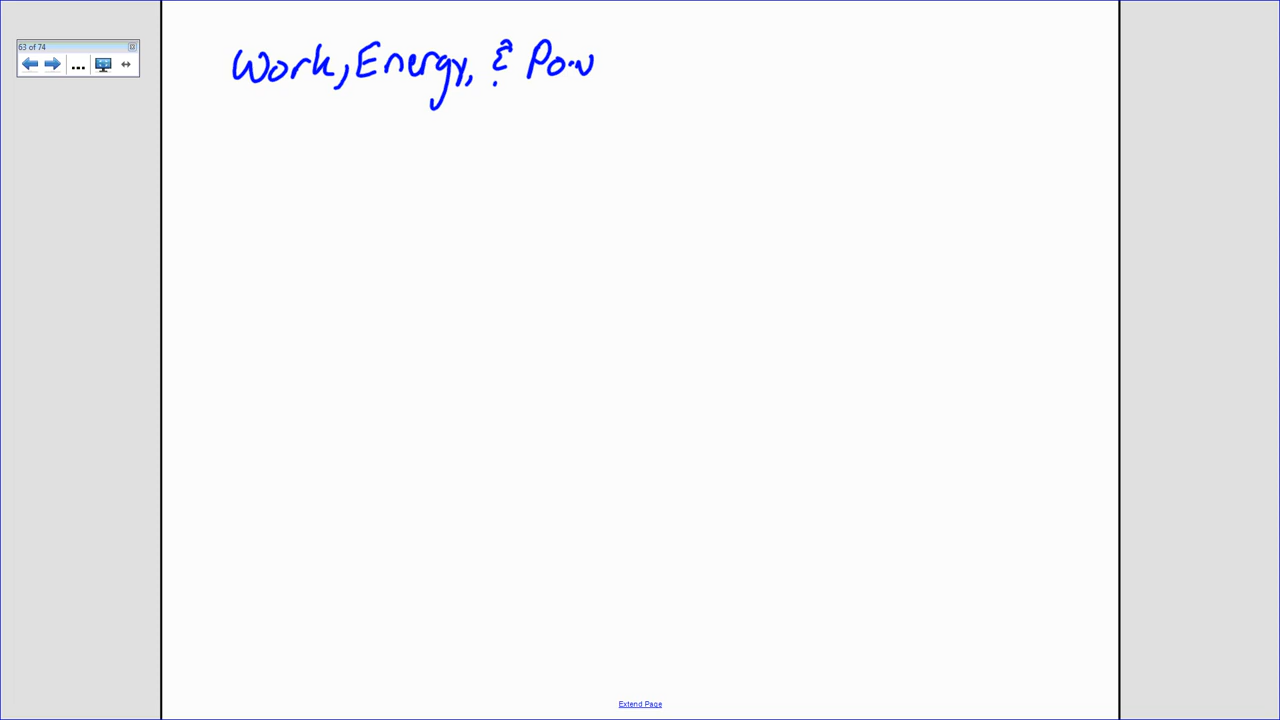 63 of 74
Work, Energy, & Pow
Extend Page